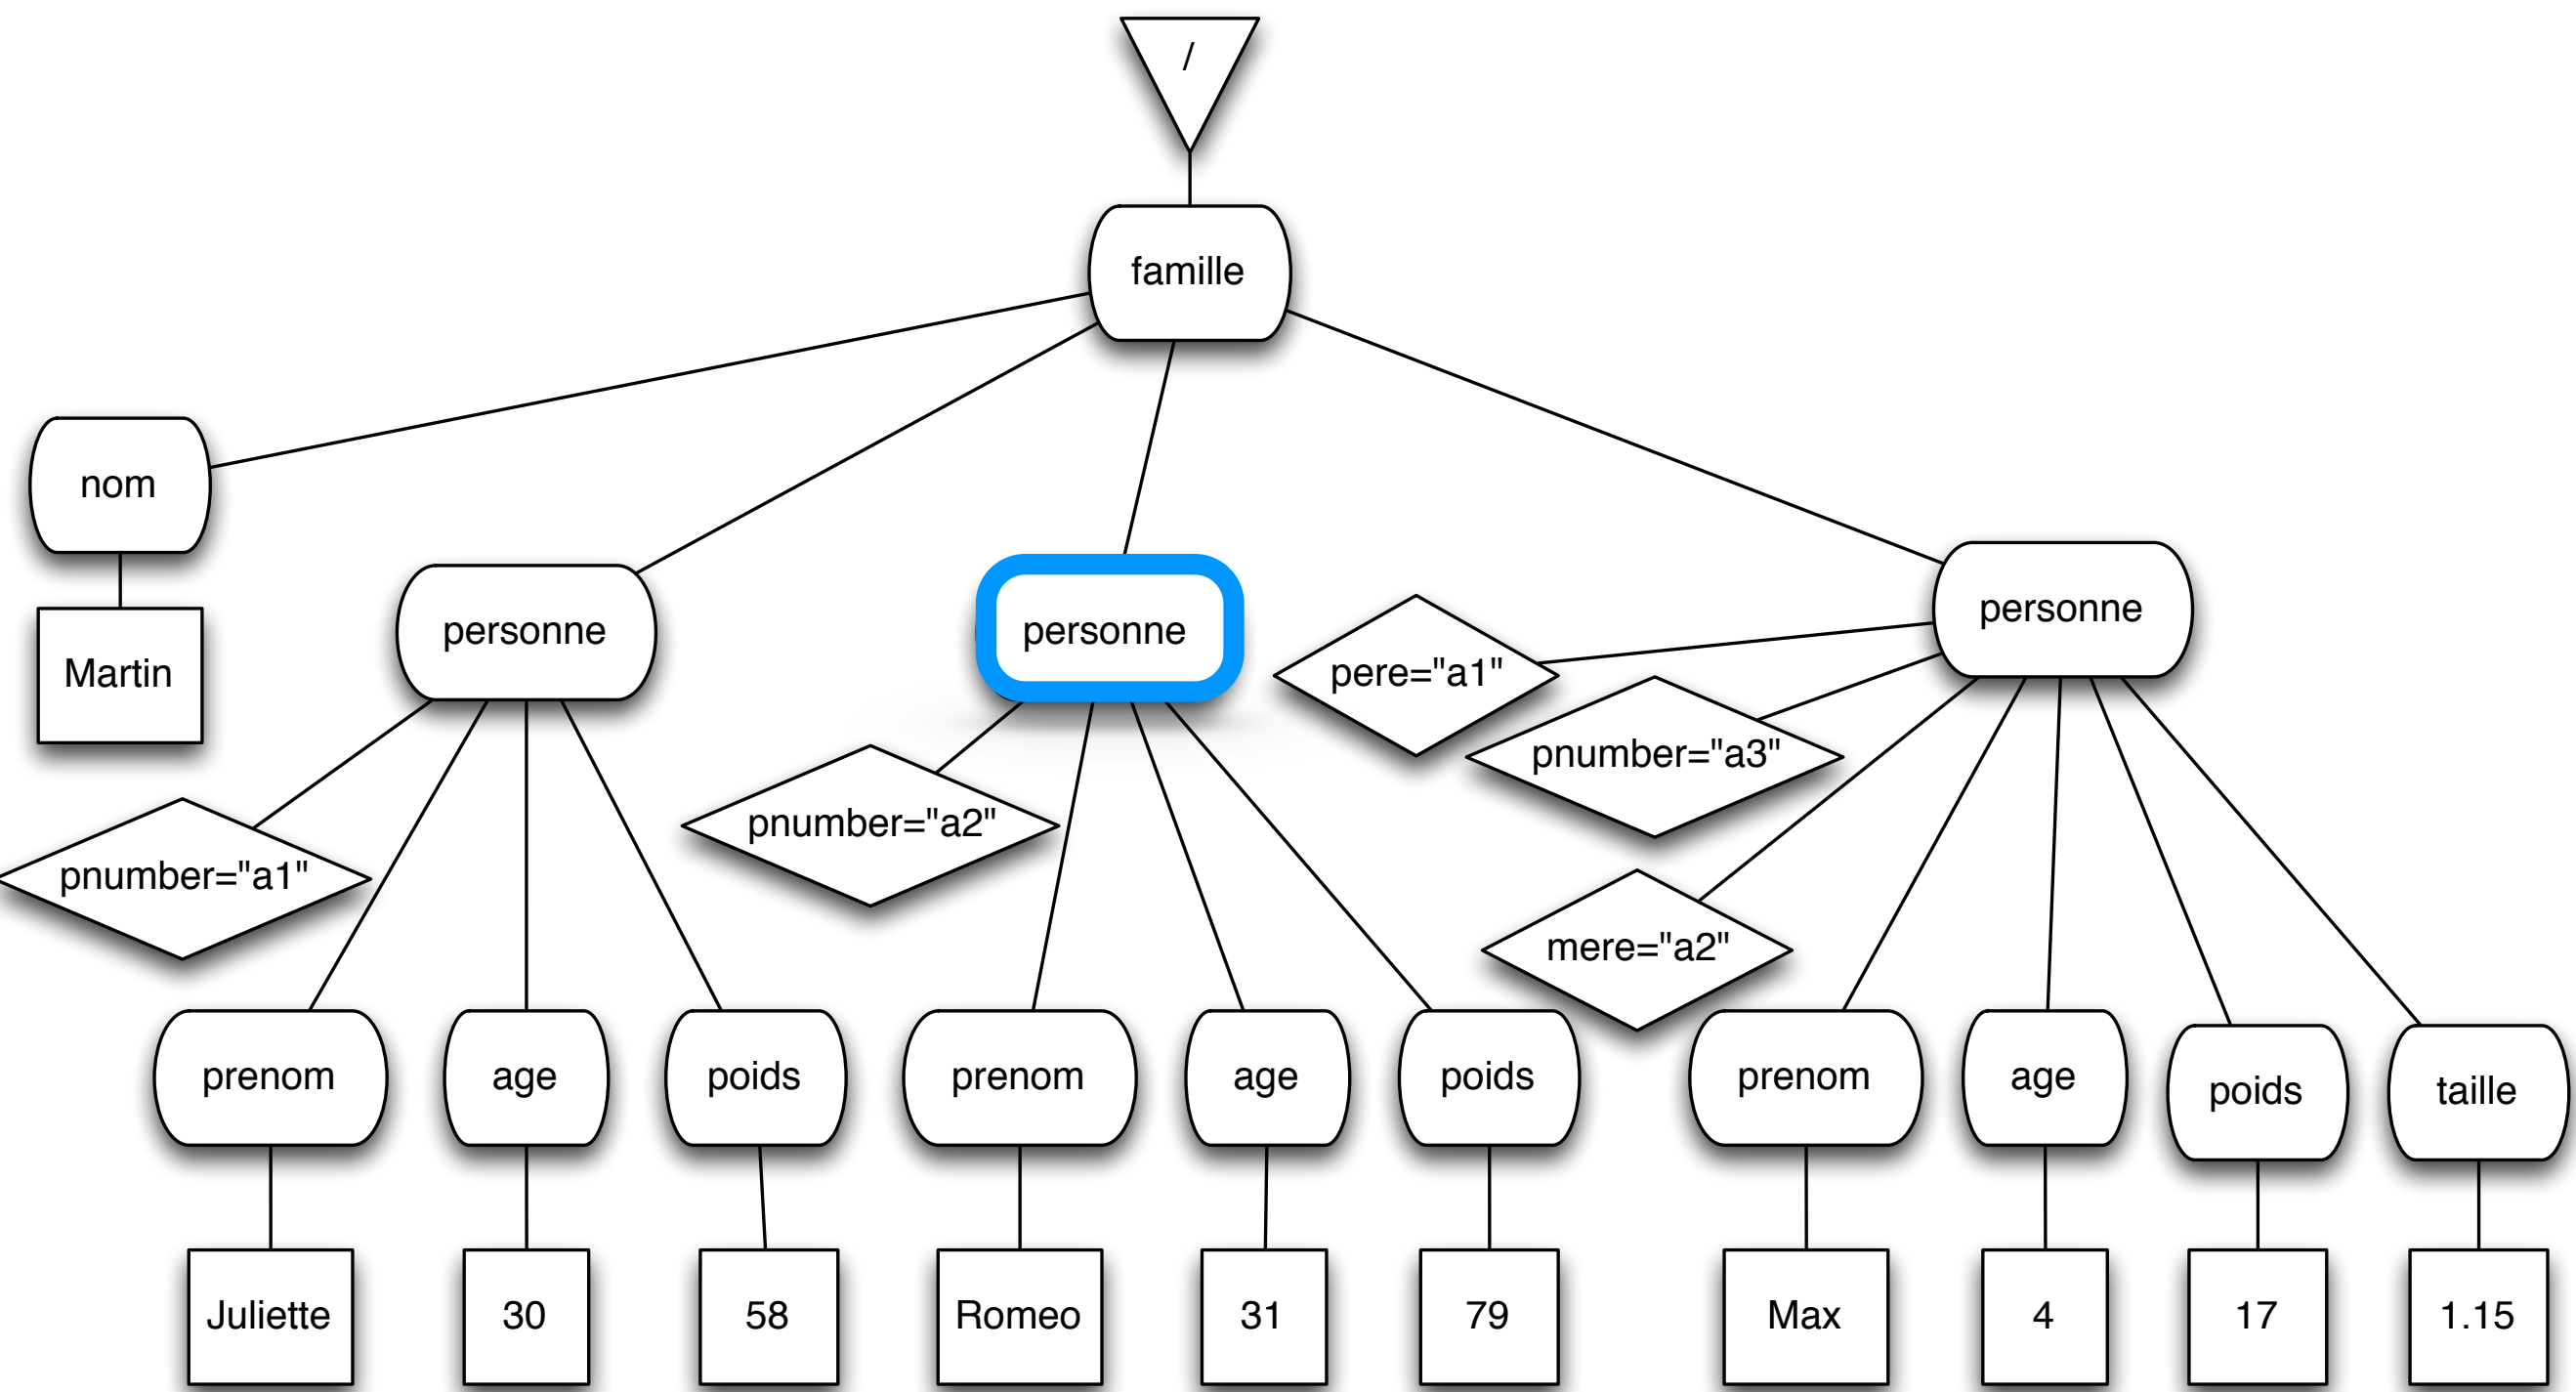 /
famille
nom
Martin
personne
personne
personne
pere="a1"
pnumber="a3"
pnumber="a2"
pnumber="a1"
mere="a2"
prenom
age
poids
prenom
age
poids
prenom
age
poids
taille
Juliette
30
58
Romeo
31
79
Max
4
17
1.15